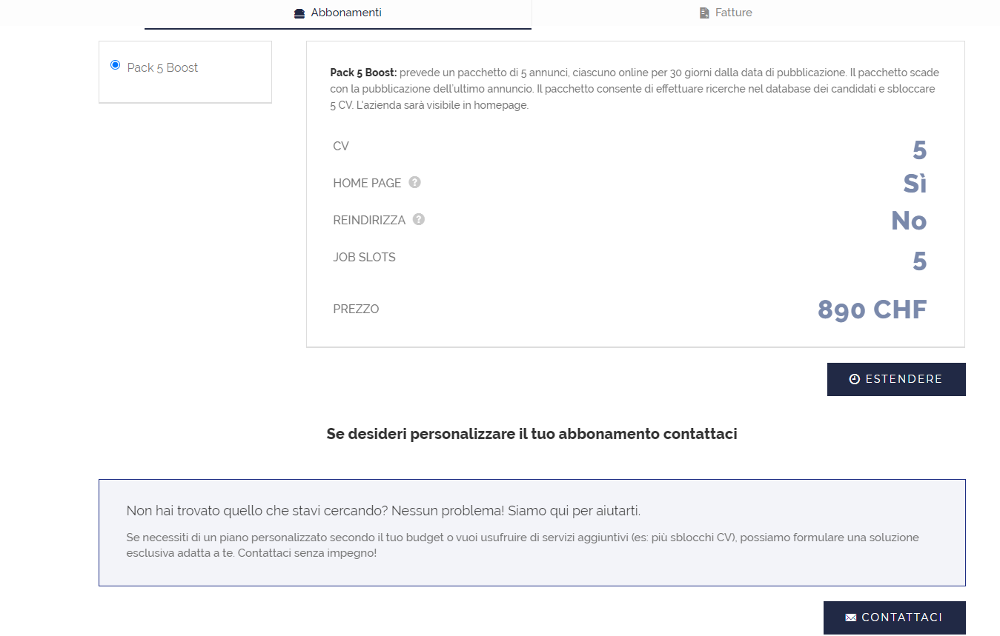 Abbonamenti
Fatture
Pack 5 Boost
Pack 5 Boost: prevede un pacchetto di 5 annunci, ciascuno online per 30 giorni dalla data di pubblicazione. Il pacchetto scade
con la pubblicazione dell'ultimo annuncio. Il pacchetto consente di effettuare ricerche nel database dei candidati e sbloccare
5 CV. L'azienda sarà visibile in homepage.
CV 5
HOME PAGE ? Sì
REINDIRIZZA ? No
JOB SLOTS 5
PREZZO 890 CHF
ESTENDERE
Se desideri personalizzare il tuo abbonamento contattaci
Non hai trovato quello che stavi cercando? Nessun problema! Siamo qui per aiutarti.
Se necessiti di un piano personalizzato secondo il tuo budget o vuoi usufruire di servizi aggiuntivi (es: più sblocchi CV), possiamo formulare una soluzione
esclusiva adatta a te. Contattaci senza impegno!
CONTATTACI